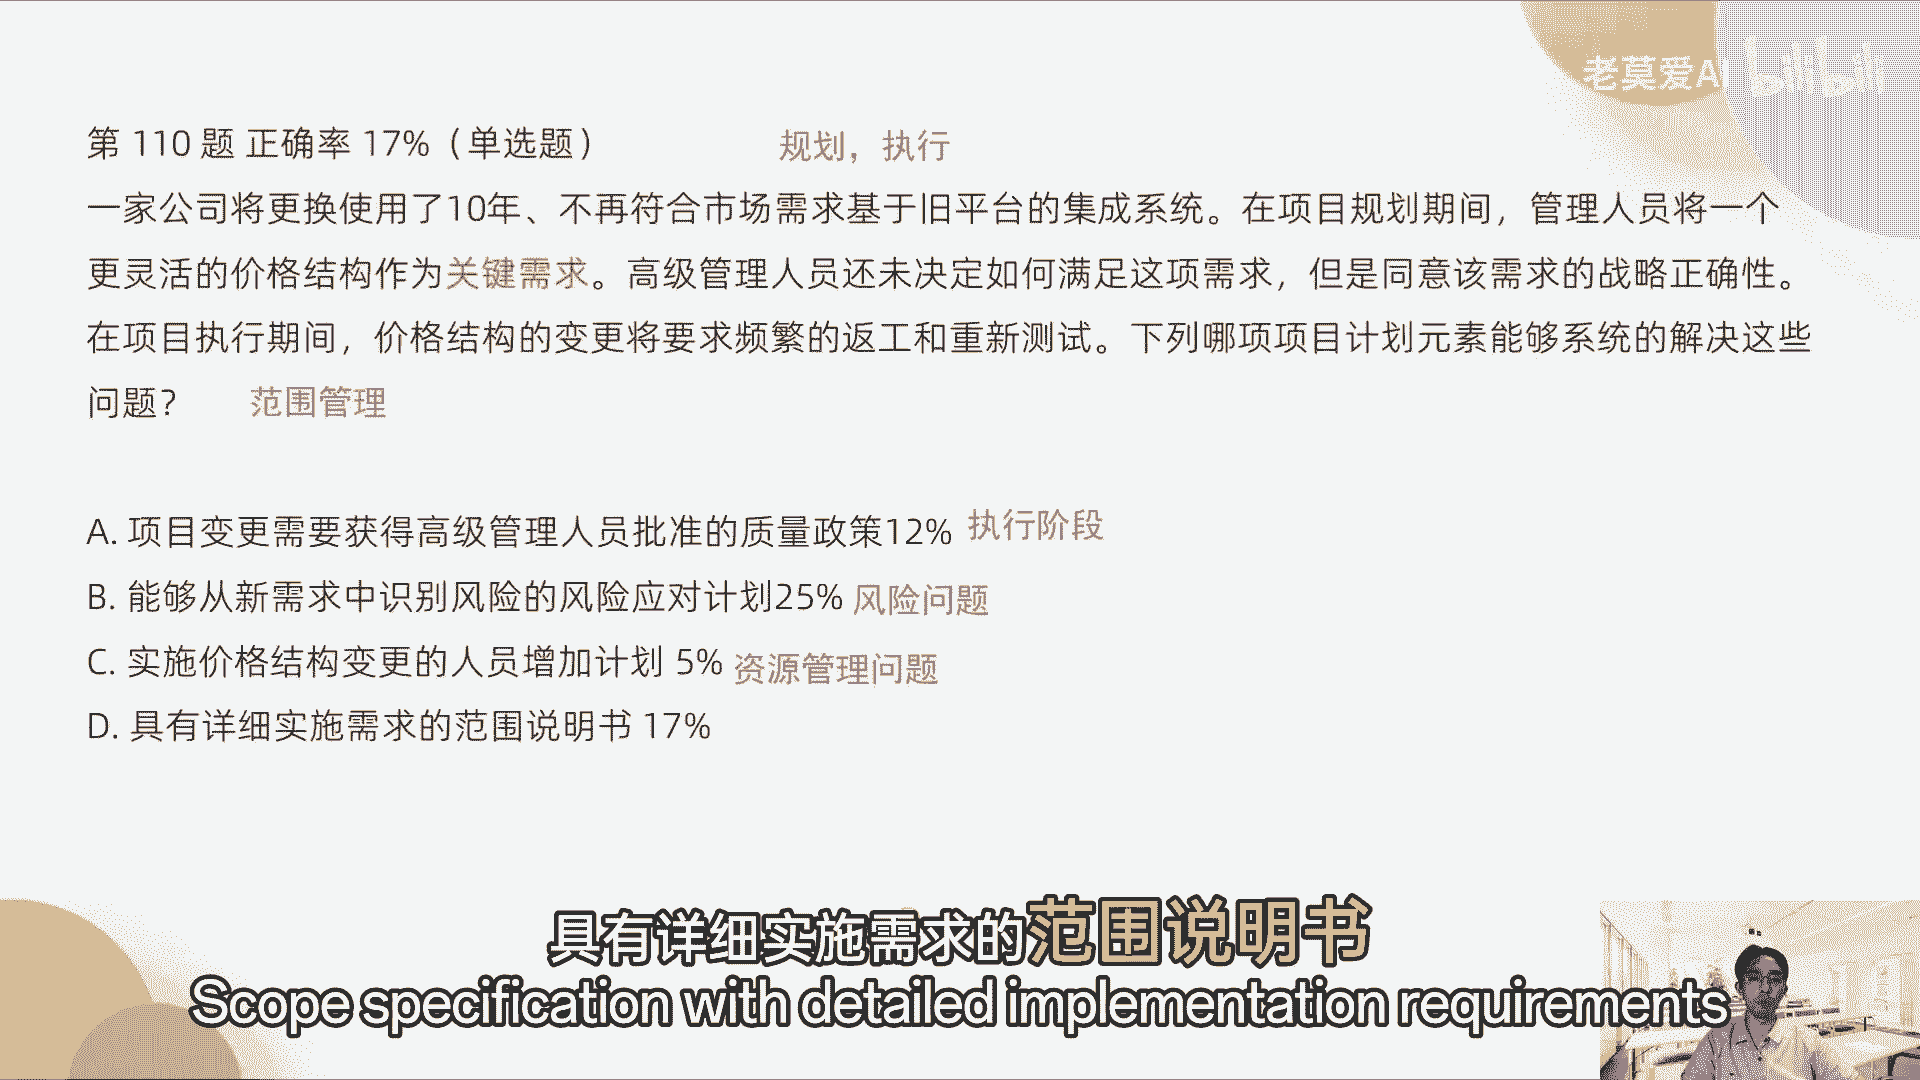 老莫爱AI bilibili
第 110 题 正确率 17%（单选题） 规划，执行
一家公司将更换使用了10年、不再符合市场需求基于旧平台的集成系统。在项目规划期间，管理人员将一个
更灵活的价格结构作为关键需求。高级管理人员还未决定如何满足这项需求，但是同意该需求的战略正确性。
在项目执行期间，价格结构的变更将要求频繁的返工和重新测试。下列哪项项目计划元素能够系统的解决这些
问题？ 范围管理
A. 项目变更需要获得高级管理人员批准的质量政策12% 执行阶段
B. 能够从新需求中识别风险的风险应对计划25% 风险问题
C. 实施价格结构变更的人员增加计划 5% 资源管理问题
D. 具有详细实施需求的范围说明书 17%
具有详细实施需求的范围说明书
Scope specification with detailed implementation requirements